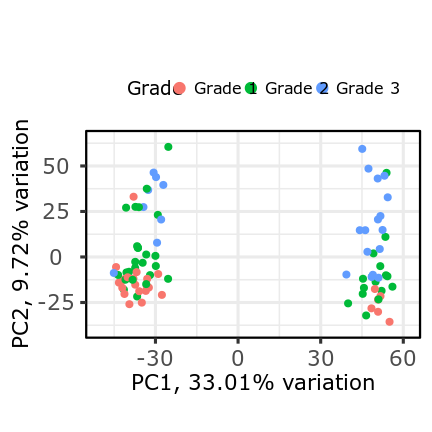 Grade Grade 1 Grade 2 Grade 3
50
25
0
-25
-30 0 30 60
PC1, 33.01% variation
PC2, 9.72% variation